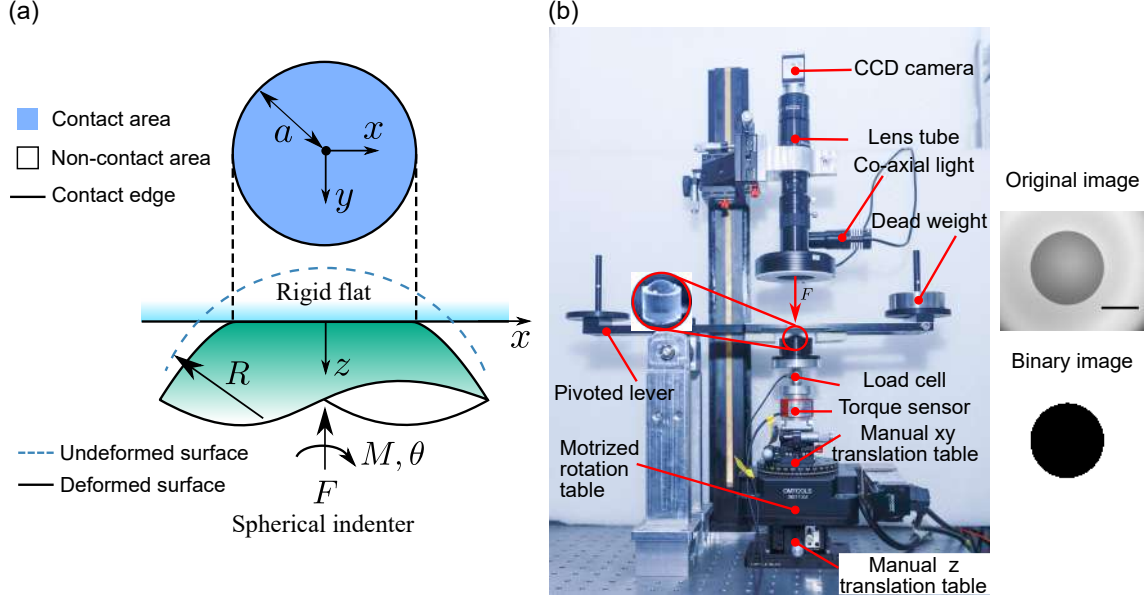 (a)
Contact area
Non-contact area
Contact edge
a
x
y
Rigid flat
x
z
R
Undeformed surface
Deformed surface
M, θ
F
Spherical indenter
(b)
CCD camera
Lens tube
Co-axial light
Dead weight
F
Pivoted lever
Load cell
Torque sensor
Manual xy
translation table
Motrized
rotation
table
Manual z
translation table
Original image
Binary image